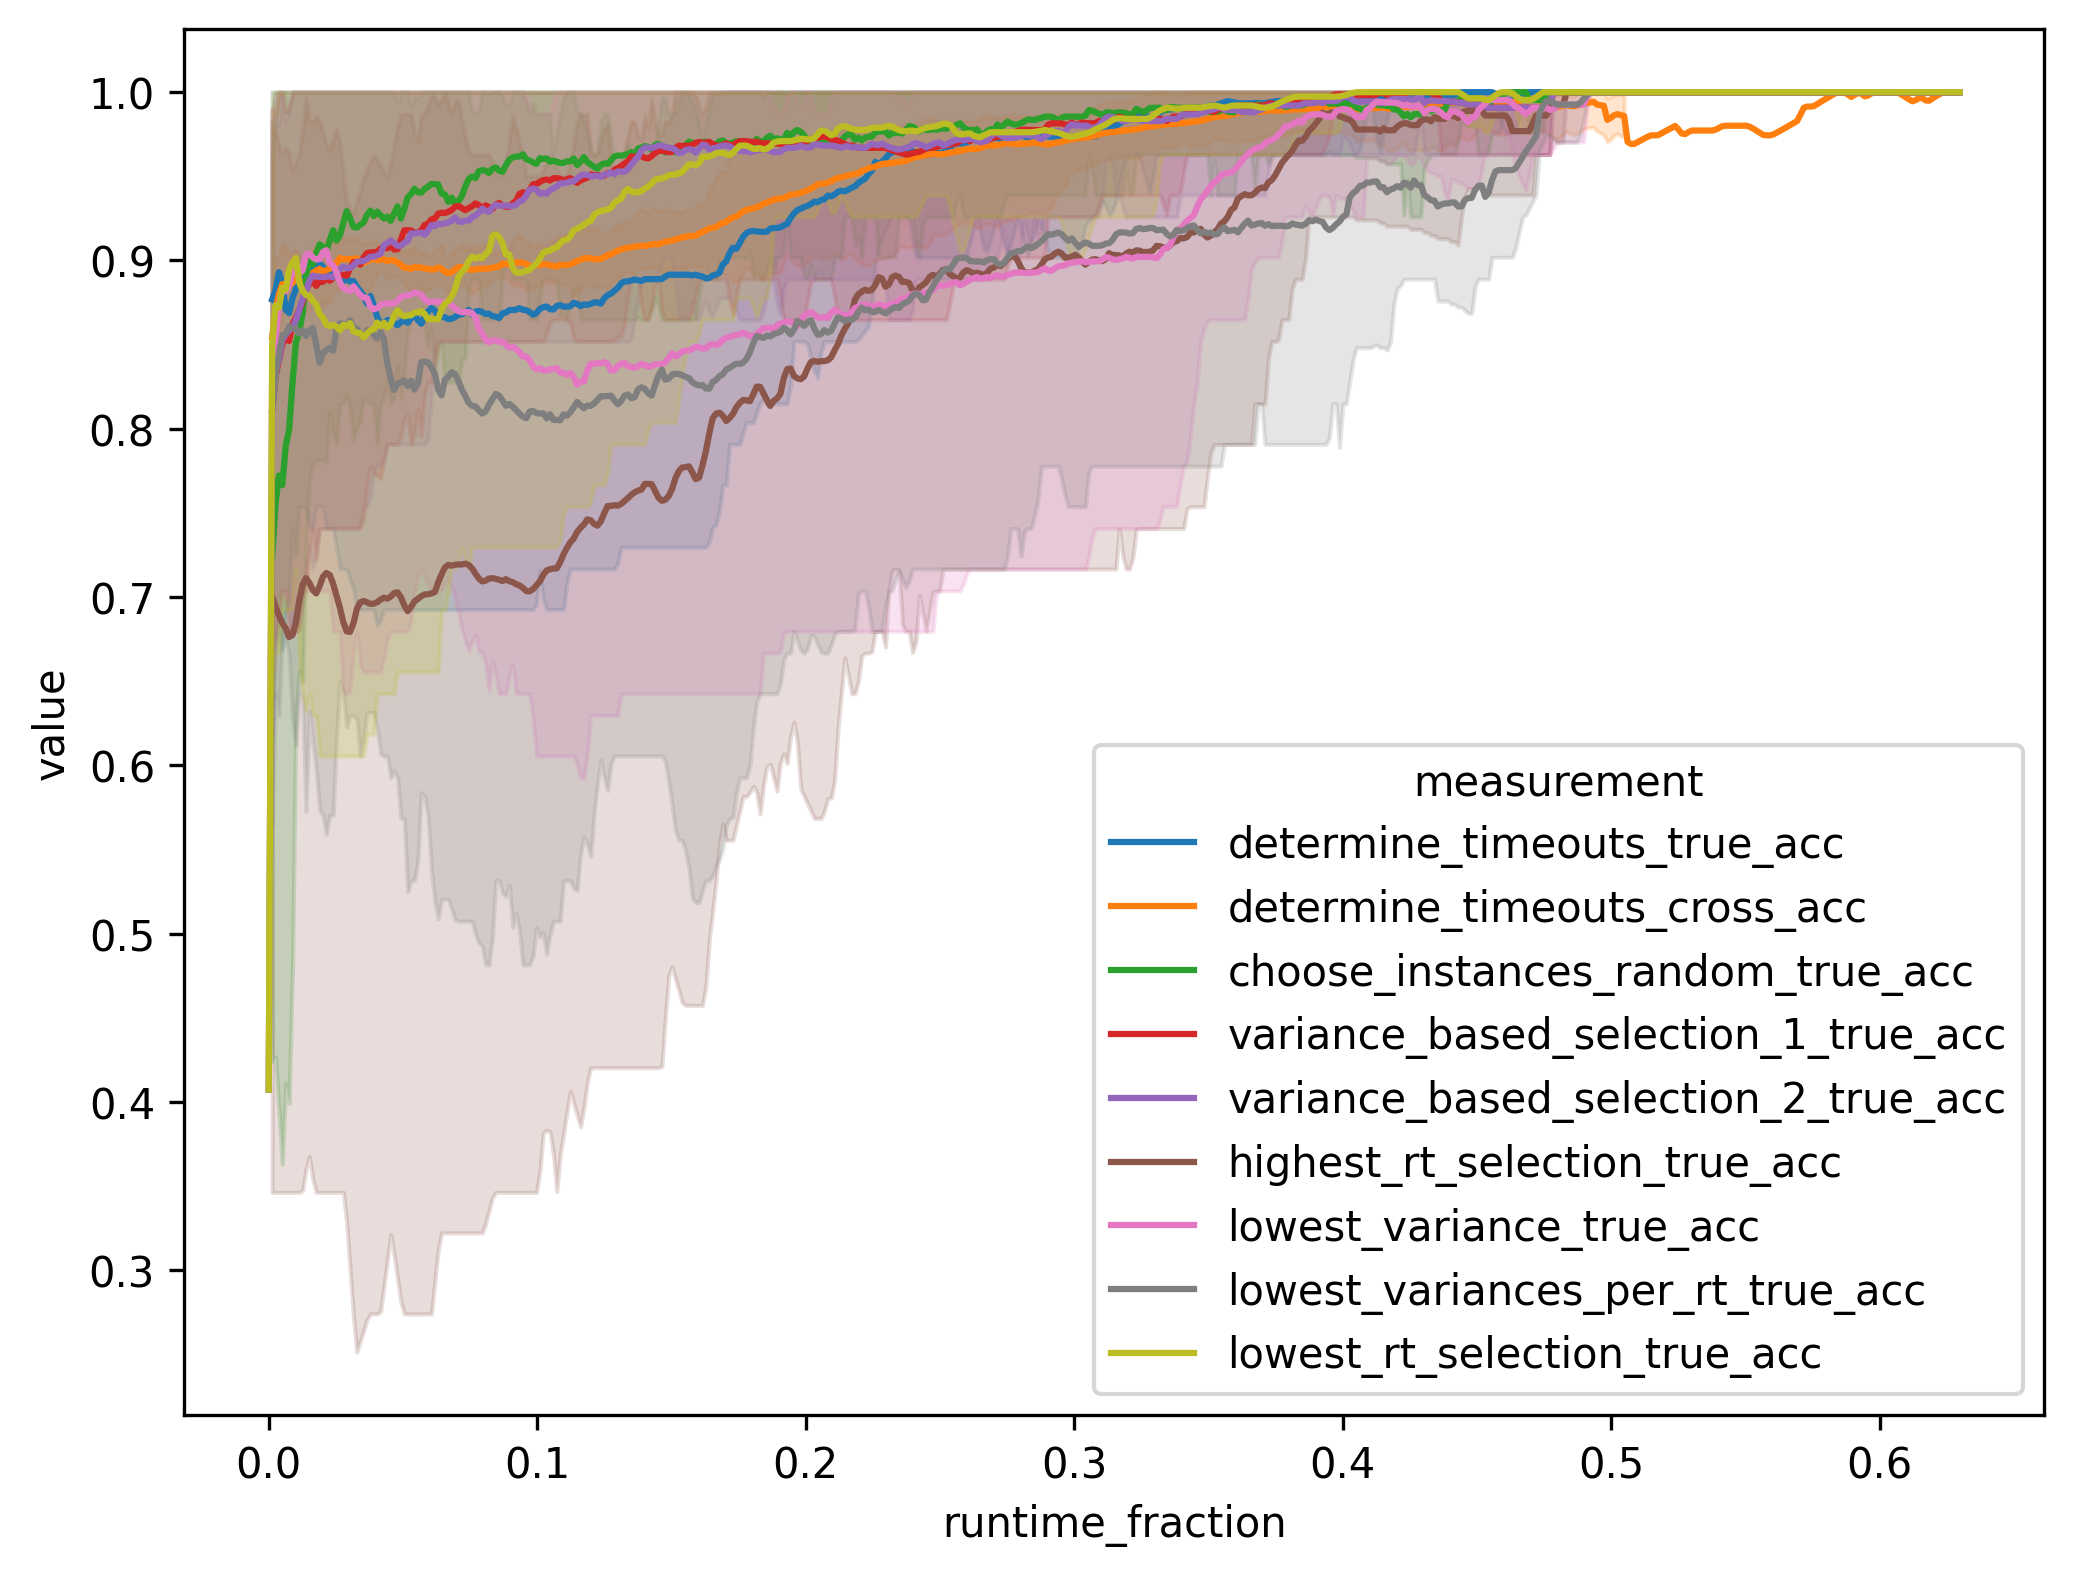 1.0
0.9
0.8
0.7
0.6
0.5
0.4
0.3
value
0.0 0.1 0.2 0.3 0.4 0.5 0.6
runtime_fraction
measurement
determine_timeouts_true_acc
determine_timeouts_cross_acc
choose_instances_random_true_acc
variance_based_selection_1_true_acc
variance_based_selection_2_true_acc
highest_rt_selection_true_acc
lowest_variance_true_acc
lowest_variances_per_rt_true_acc
lowest_rt_selection_true_acc